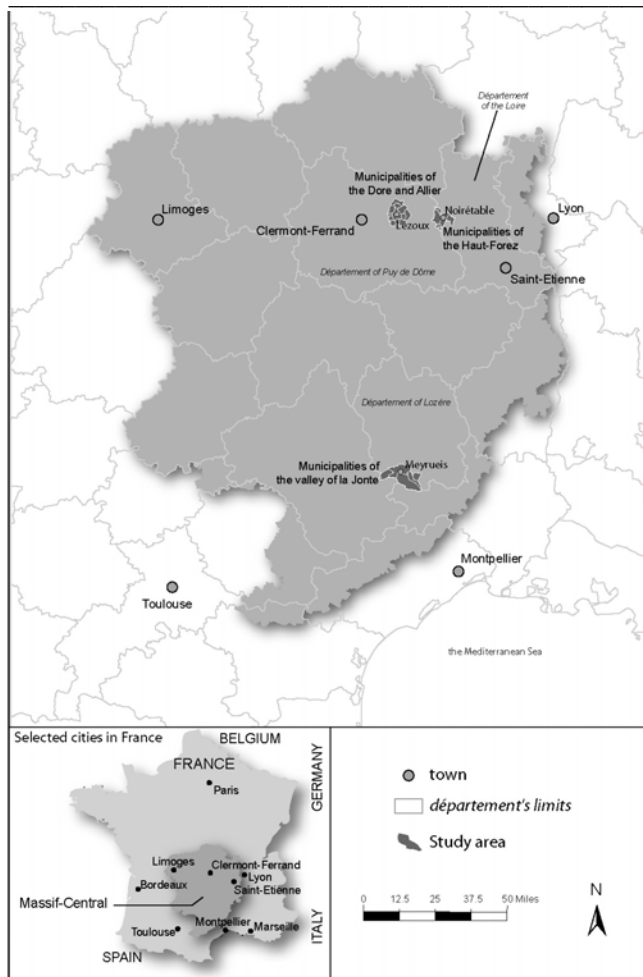 Département
of the Loire
Municipalities of
the Dore and Allier
Limoges
Clermont-Ferrand
Lezoux
Noirétable
Municipalities of
the Haut-Forez
Lyon
Saint-Etienne
Département of Puy de Dôme
Département of Lozère
Municipalities of
the valley of la Jonte
Meyrueis
Montpellier
Toulouse
the Mediterranean Sea
Selected cities in France
BELGIUM
FRANCE
GERMANY
Paris
Limoges
Clermont-Ferrand
Lyon
Saint-Etienne
Bordeaux
Massif-Central
Toulouse
Montpellier
Marseille
ITALY
SPAIN
town
département's limits
Study area
0 12.5 25 37.5 50 Miles
N